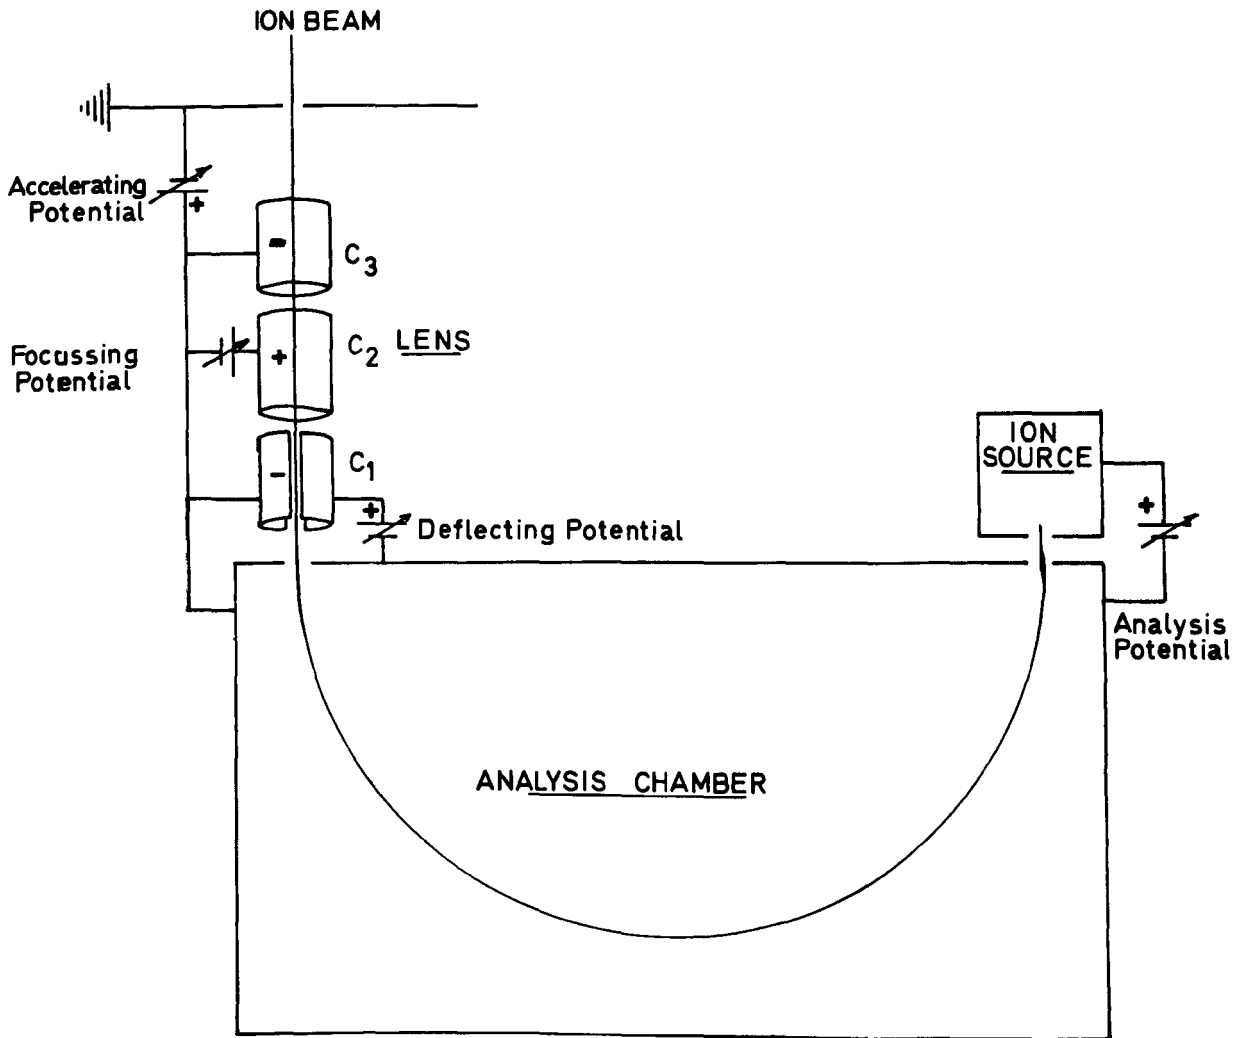 ION BEAM
Accelerating
Potential
+
-
C3
Focussing
Potential
+
C2 LENS
-
C1
+
Deflecting Potential
ION
SOURCE
+
Analysis
Potential
ANALYSIS CHAMBER